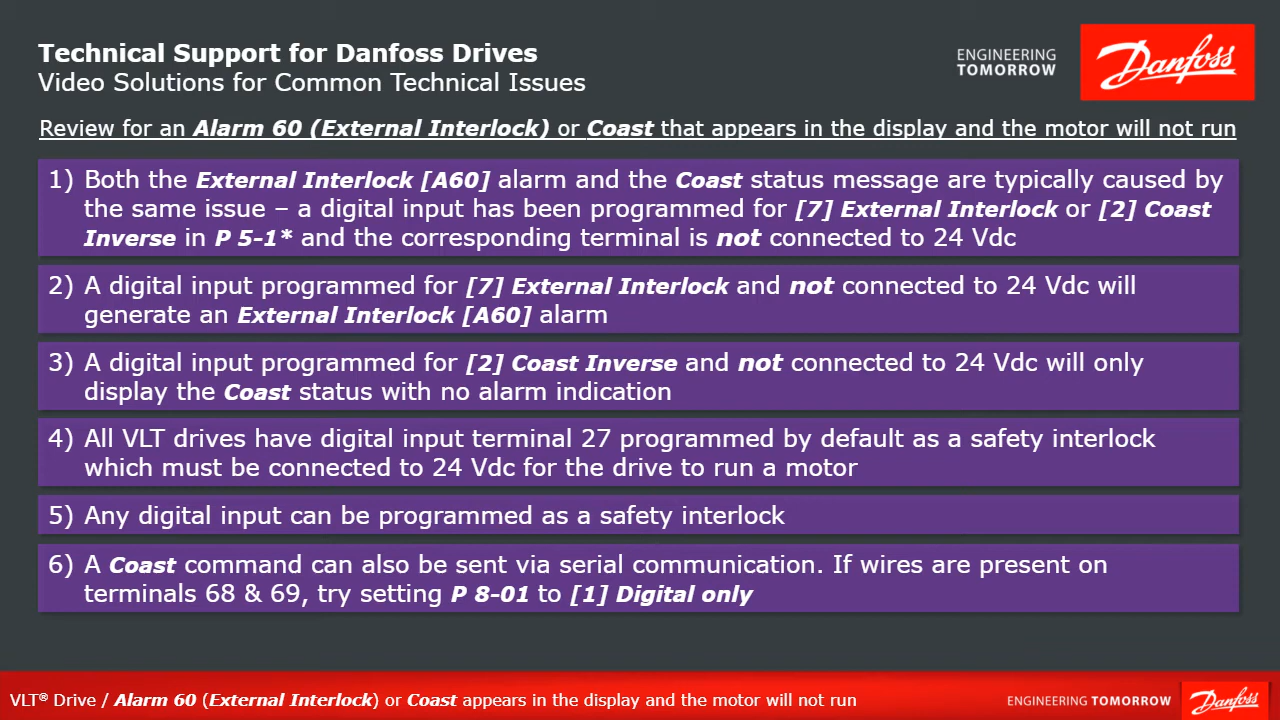 Technical Support for Danfoss Drives
Video Solutions for Common Technical Issues
ENGINEERING
TOMORROW
Danfoss
Review for an Alarm 60 (External Interlock) or Coast that appears in the display and the motor will not run
1) Both the External Interlock [A60] alarm and the Coast status message are typically caused by
the same issue – a digital input has been programmed for [7] External Interlock or [2] Coast
Inverse in P 5-1* and the corresponding terminal is not connected to 24 Vdc
2) A digital input programmed for [7] External Interlock and not connected to 24 Vdc will
generate an External Interlock [A60] alarm
3) A digital input programmed for [2] Coast Inverse and not connected to 24 Vdc will only
display the Coast status with no alarm indication
4) All VLT drives have digital input terminal 27 programmed by default as a safety interlock
which must be connected to 24 Vdc for the drive to run a motor
5) Any digital input can be programmed as a safety interlock
6) A Coast command can also be sent via serial communication. If wires are present on
terminals 68 & 69, try setting P 8-01 to [1] Digital only
VLT® Drive / Alarm 60 (External Interlock) or Coast appears in the display and the motor will not run
ENGINEERING TOMORROW
Danfoss